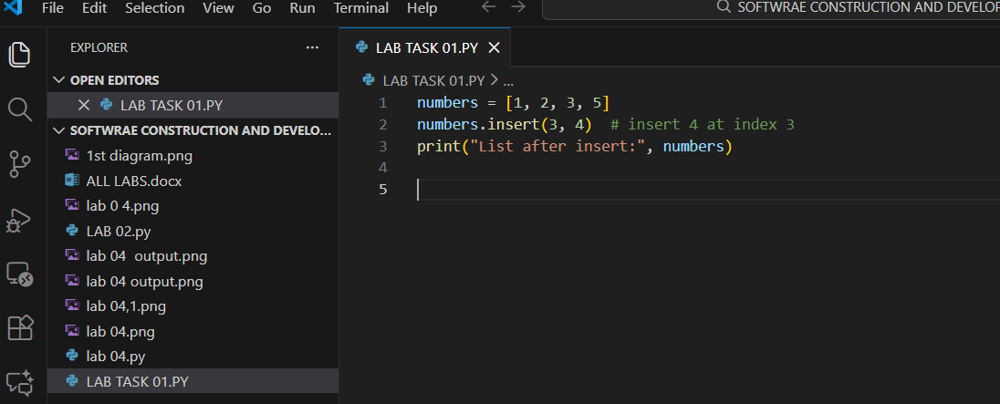 File Edit Selection View Go Run Terminal Help
SOFTWRAE CONSTRUCTION AND DEVELOP
EXPLORER ...
OPEN EDITORS
LAB TASK 01.PY
SOFTWRAE CONSTRUCTION AND DEVELO...
1st diagram.png
ALL LABS.docx
lab 0 4.png
LAB 02.py
lab 04  output.png
lab 04 output.png
lab 04,1.png
lab 04.png
lab 04.py
LAB TASK 01.PY
LAB TASK 01.PY
LAB TASK 01.PY > ...
1 numbers = [1, 2, 3, 5]
2 numbers.insert(3, 4)  # insert 4 at index 3
3 print("List after insert:", numbers)
4
5